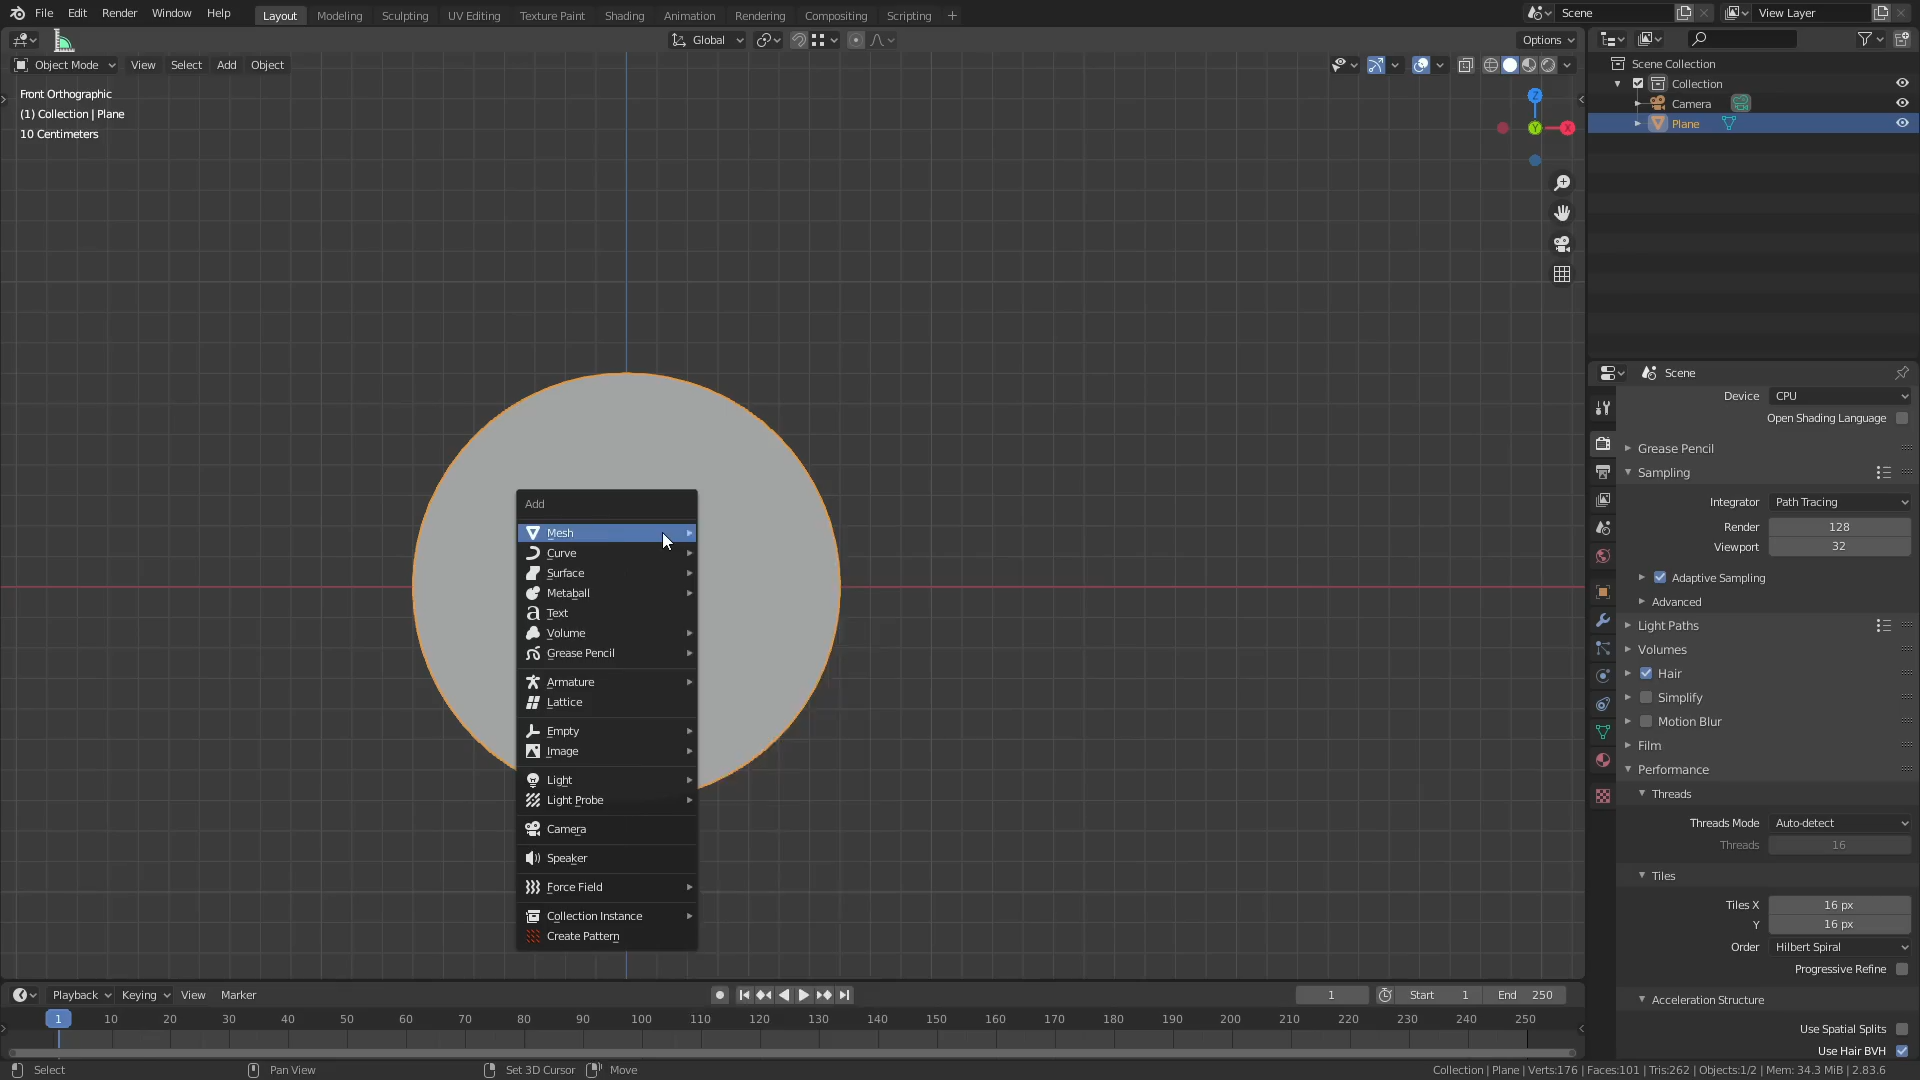 File Edit Render Window Help Layout Modeling Sculpting UV Editing Texture Paint Shading Animation Rendering Compositing Scripting + Scene View Layer
Global Options
Object Mode View Select Add Object
Front Orthographic
(1) Collection | Plane
10 Centimeters
Z
Y X
Scene Collection
Collection
Camera
Plane
Add
Mesh
Curve
Surface
Metaball
Text
Volume
Grease Pencil
Armature
Lattice
Empty
Image
Light
Light Probe
Camera
Speaker
Force Field
Collection Instance
Create Pattern
Scene
Device CPU
Open Shading Language
Grease Pencil
Sampling
Integrator Path Tracing
Render 128
Viewport 32
Adaptive Sampling
Advanced
Light Paths
Volumes
Hair
Simplify
Motion Blur
Film
Performance
Threads
Threads Mode Auto-detect
Threads 16
Tiles
Tiles X 16 px
Y 16 px
Order Hilbert Spiral
Progressive Refine
Acceleration Structure
Use Spatial Splits
Use Hair BVH
Playback Keying View Marker 1 Start 1 End 250
1 10 20 30 40 50 60 70 80 90 100 110 120 130 140 150 160 170 180 190 200 210 220 230 240 250
Select Pan View Set 3D Cursor Move Collection | Plane | Verts:176 | Faces:101 | Tris:262 | Objects:1/2 | Mem: 34.3 MiB | 2.83.6